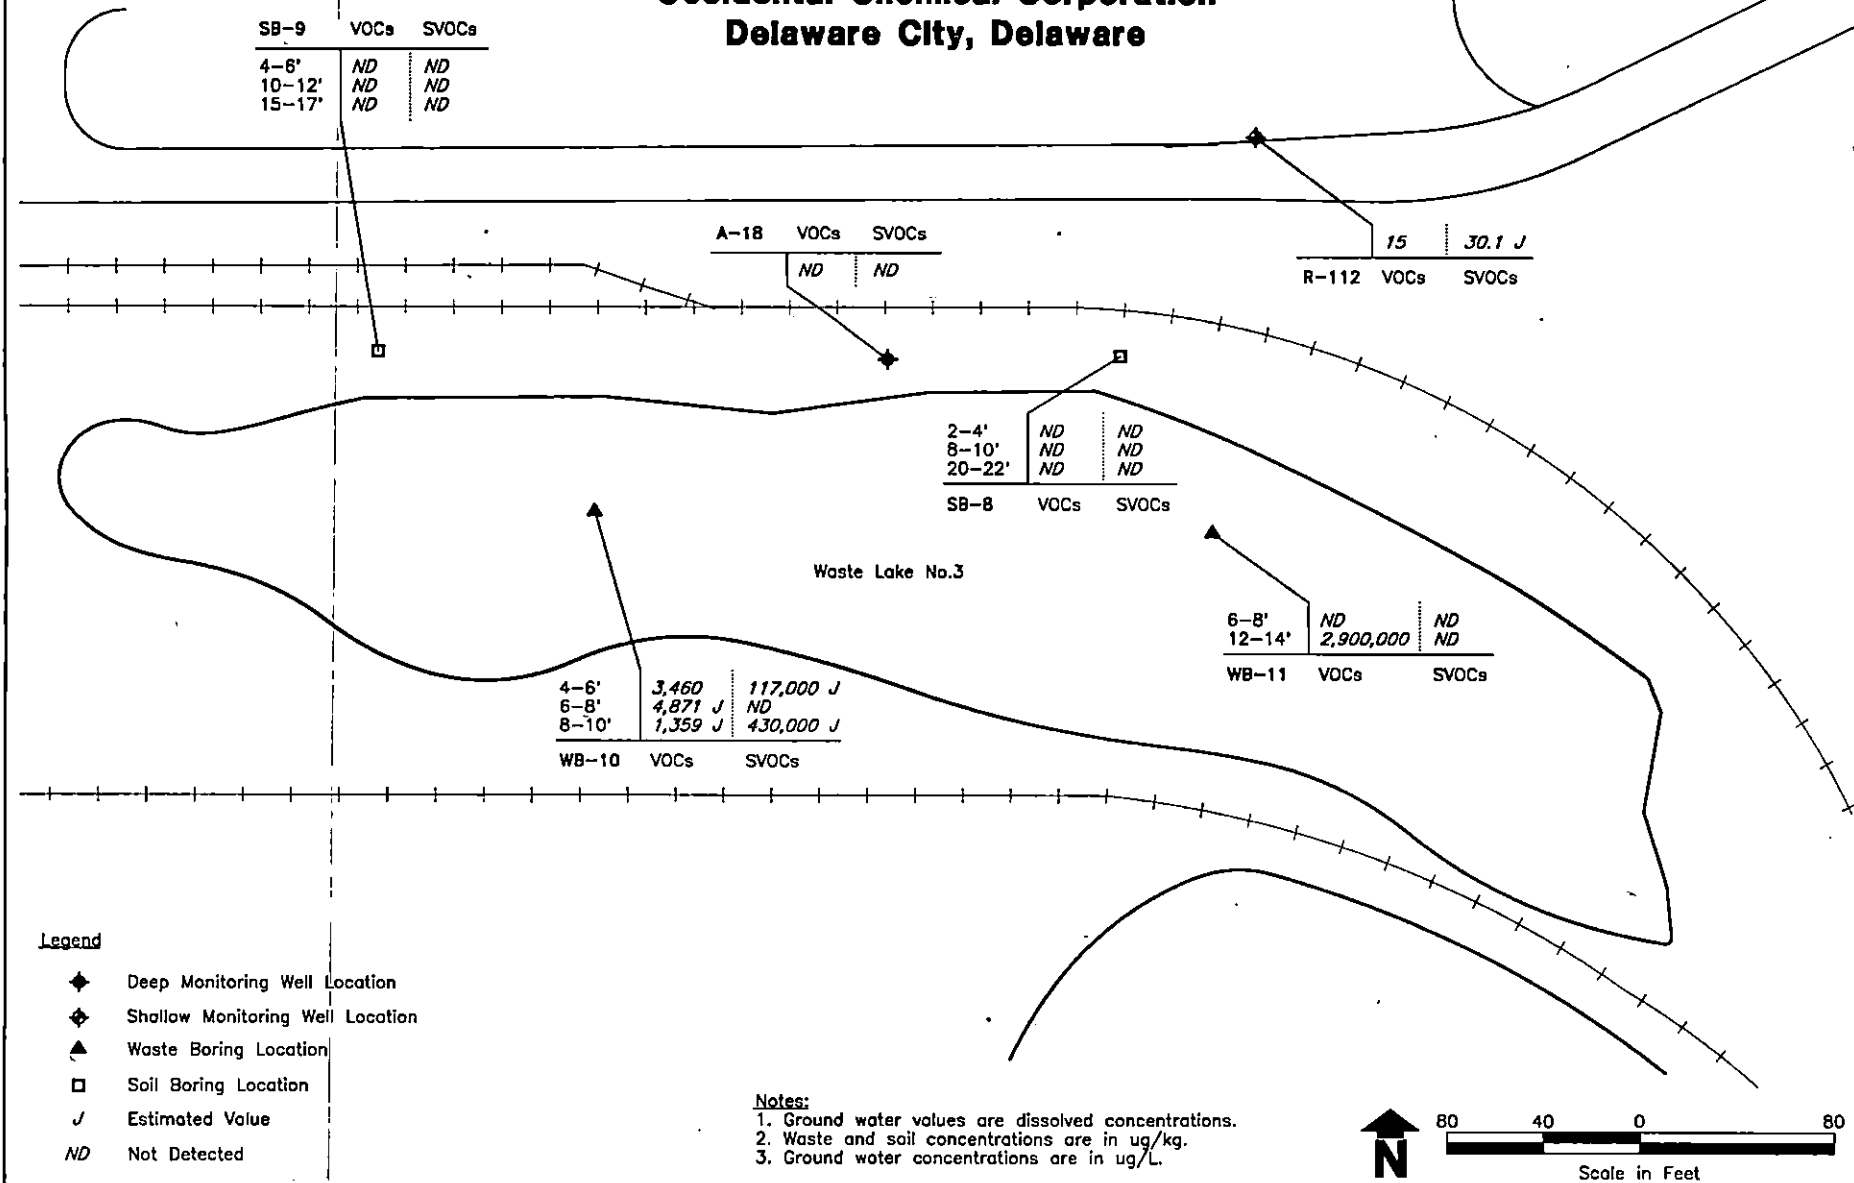 Occidental Chemical Corporation
Delaware City, Delaware
SB-9 VOCs SVOCs
4-6' ND ND
10-12' ND ND
15-17' ND ND
A-18 VOCs SVOCs
ND ND
15 30.1 J
R-112 VOCs SVOCs
2-4' ND ND
8-10' ND ND
20-22' ND ND
SB-8 VOCs SVOCs
Waste Lake No.3
6-8' ND ND
12-14' 2,900,000 ND
WB-11 VOCs SVOCs
4-6' 3,460 117,000 J
6-8' 4,871 J ND
8-10' 1,359 J 430,000 J
WB-10 VOCs SVOCs
Legend
Deep Monitoring Well Location
Shallow Monitoring Well Location
Waste Boring Location
Soil Boring Location
J Estimated Value
ND Not Detected
Notes:
1. Ground water values are dissolved concentrations.
2. Waste and soil concentrations are in ug/kg.
3. Ground water concentrations are in ug/L.
N
80 40 0 80
Scale in Feet